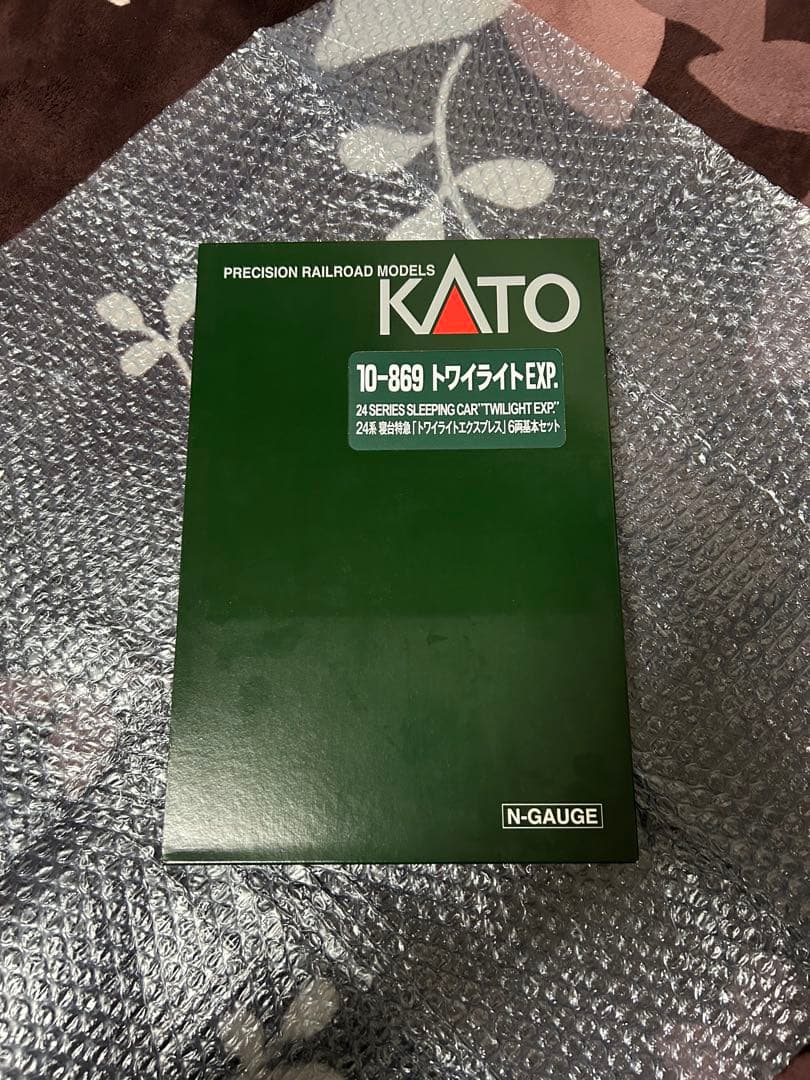 PRECISION RAILROAD MODELS
KATO
10-869 トワイライトEXP.
24 SERIES SLEEPING CAR"TWILIGHT EXP."
24系 寝台特急「トワイライトエクスプレス」6両基本セット
N-GAUGE